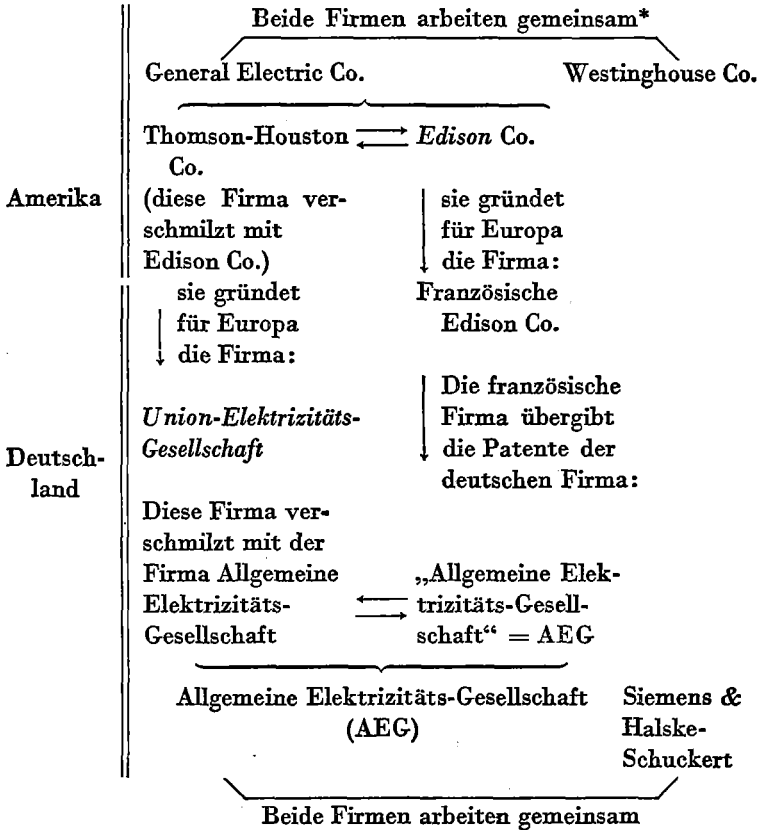 Beide Firmen arbeiten gemeinsam*
General Electric Co.
Westinghouse Co.
Thomson-Houston
Co.
(diese Firma ver-
schmilzt mit
Edison Co.)
Edison Co.
sie gründet
für Europa
die Firma:
Amerika
sie gründet
für Europa
die Firma:
Französische
Edison Co.
Union-Elektrizitäts-
Gesellschaft
Die französische
Firma übergibt
die Patente der
deutschen Firma:
Deutsch-
land
Diese Firma ver-
schmilzt mit der
Firma Allgemeine
Elektrizitäts-
Gesellschaft
„Allgemeine Elek-
trizitäts-Gesell-
schaft“ = AEG
Allgemeine Elektrizitäts-Gesellschaft
(AEG)
Siemens &
Halske-
Schuckert
Beide Firmen arbeiten gemeinsam